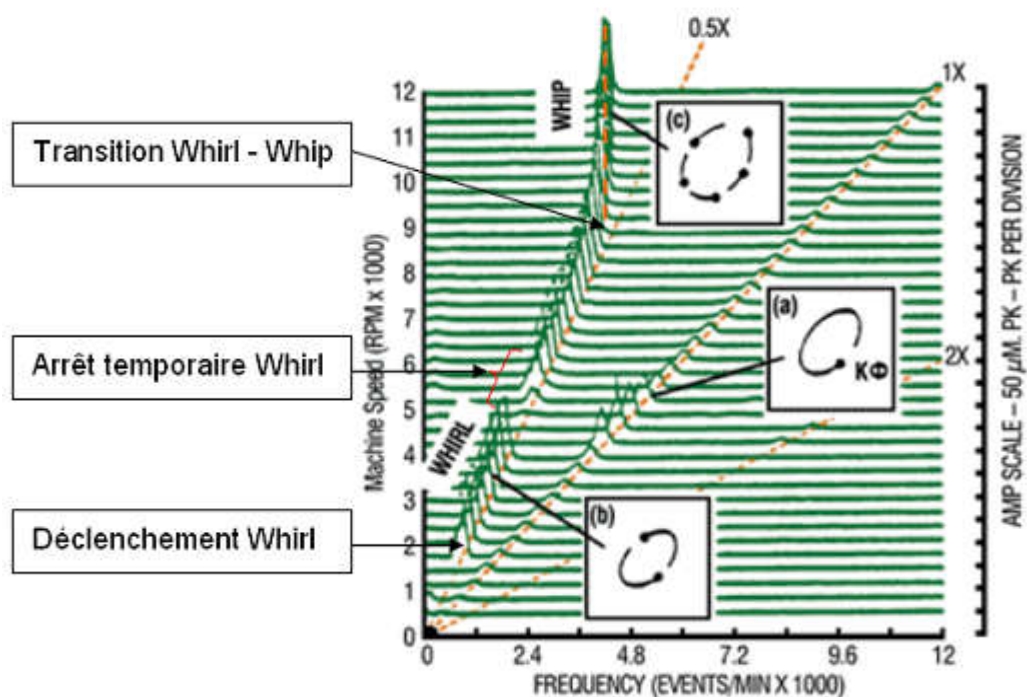 0.5X
1X
12
11
10
9
8
7
6
5
4
3
2
1
0
Machine Speed (RPM x 1000)
Transition Whirl - Whip
Arrêt temporaire Whirl
Déclenchement Whirl
WHIP
WHIRL
(c)
(a)
KΦ
2X
(b)
AMP SCALE – 50 µM. PK – PK PER DIVISION
0 2.4 4.8 7.2 9.6 12
FREQUENCY (EVENTS/MIN X 1000)